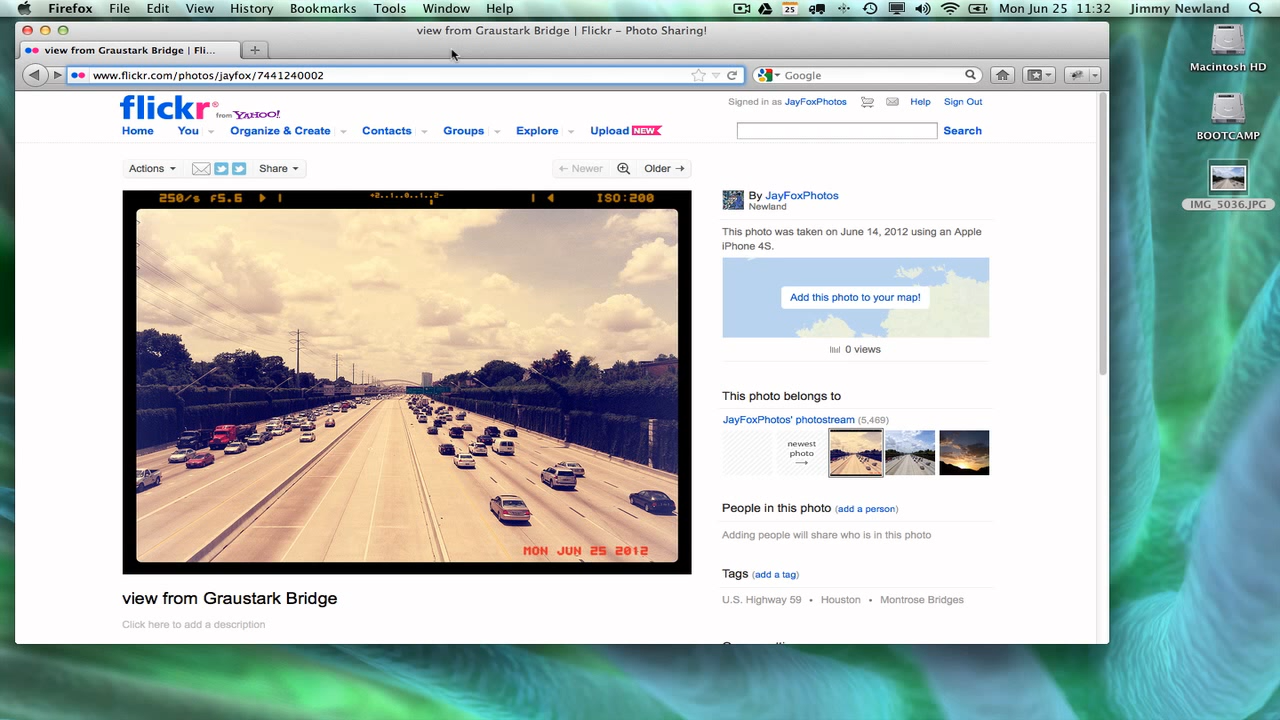 Firefox File Edit View History Bookmarks Tools Window Help 25 Mon Jun 25 11:32 Jimmy Newland
view from Graustark Bridge | Flickr – Photo Sharing!
view from Graustark Bridge | Fli...
www.flickr.com/photos/jayfox/7441240002
Google
Macintosh HD
BOOTCAMP
IMG_5036.JPG
flickr® from YAHOO!
Signed in as JayFoxPhotos Help Sign Out
Home You Organize & Create Contacts Groups Explore Upload NEW Search
Actions Share ← Newer Older →
250/s f5.6 +2..1..0..1..2- ISO:200
MON JUN 25 2012
view from Graustark Bridge
Click here to add a description
By JayFoxPhotos
Newland
This photo was taken on June 14, 2012 using an Apple
iPhone 4S.
Add this photo to your map!
0 views
This photo belongs to
JayFoxPhotos' photostream (5,469)
newest
photo
→
People in this photo (add a person)
Adding people will share who is in this photo
Tags (add a tag)
U.S. Highway 59 • Houston • Montrose Bridges